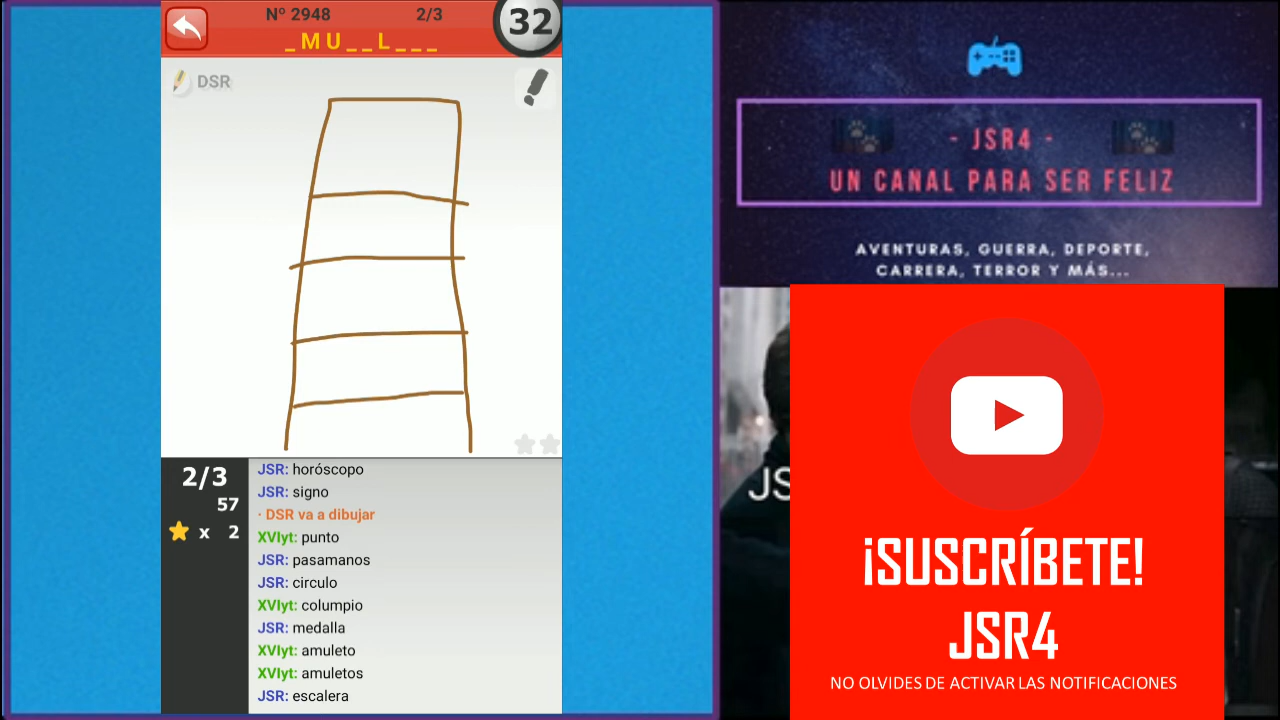 Nº 2948 2/3
32
_MU__L___
DSR
2/3
57
x 2
JSR: horóscopo
JSR: signo
· DSR va a dibujar
XVIyt: punto
JSR: pasamanos
JSR: circulo
XVIyt: columpio
JSR: medalla
XVIyt: amuleto
XVIyt: amuletos
JSR: escalera
- JSR4 -
UN CANAL PARA SER FELIZ
AVENTURAS, GUERRA, DEPORTE,
CARRERA, TERROR Y MÁS...
JS
¡SUSCRÍBETE!
JSR4
NO OLVIDES DE ACTIVAR LAS NOTIFICACIONES